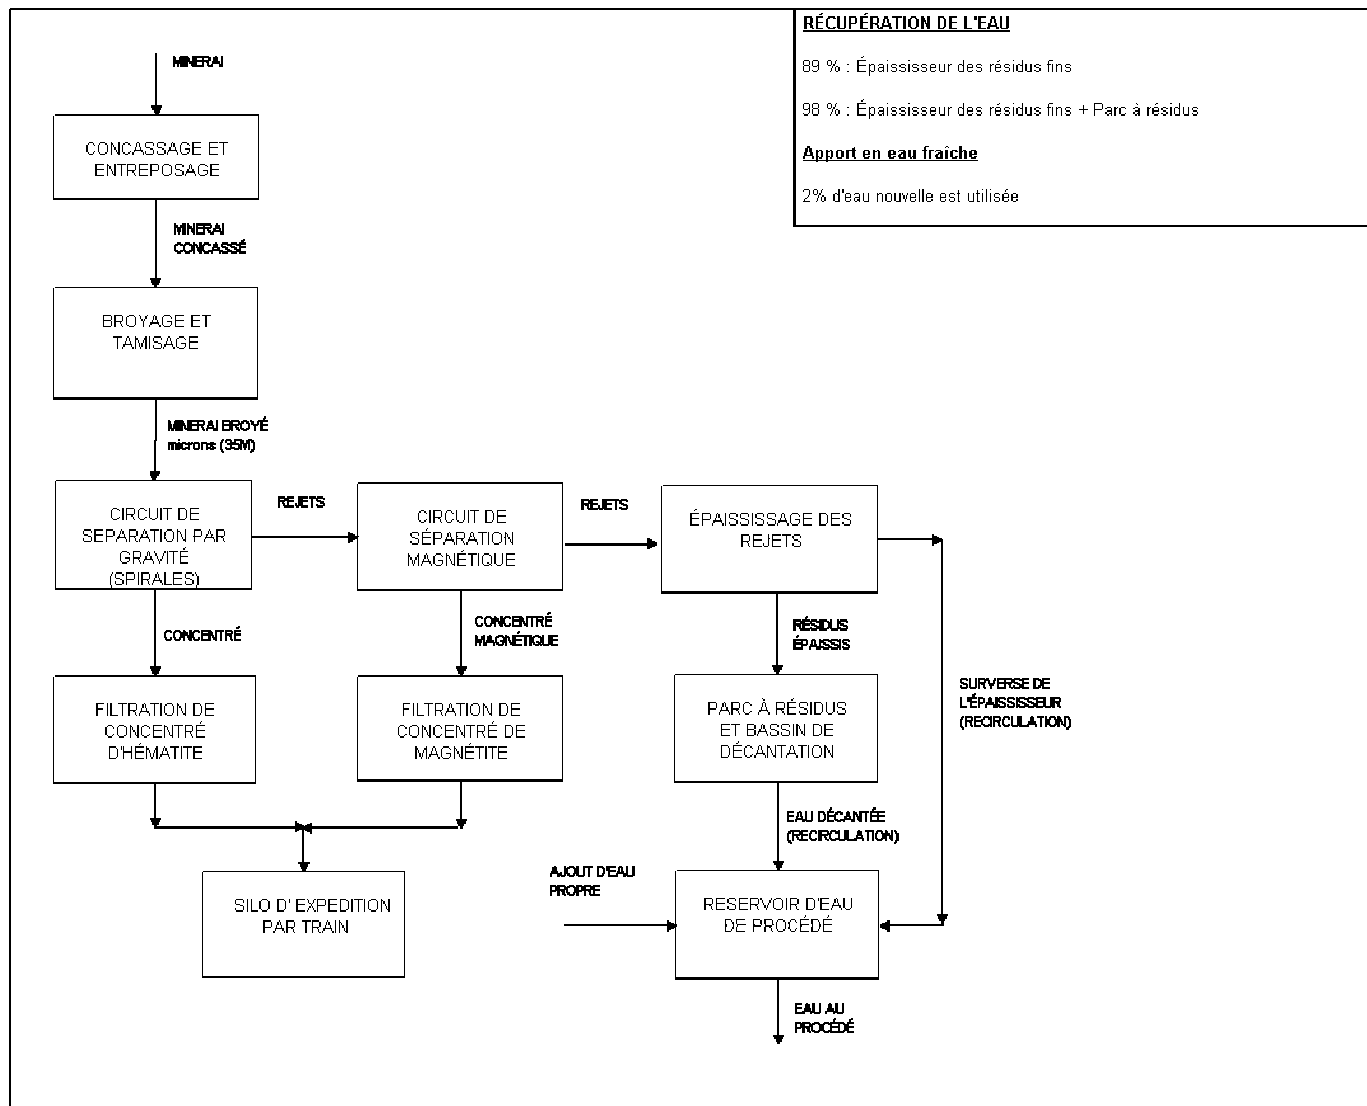 RÉCUPÉRATION DE L'EAU
89 % : Épaississeur des résidus fins
98 % : Épaississeur des résidus fins + Parc à résidus
Apport en eau fraîche
2% d'eau nouvelle est utilisée
MINERAI
CONCASSAGE ET
ENTREPOSAGE
MINERAI
CONCASSÉ
BROYAGE ET
TAMISAGE
MINERAI BROYÉ
microns (35M)
CIRCUIT DE
SEPARATION PAR
GRAVITÉ
(SPIRALES)
REJETS
CIRCUIT DE
SÉPARATION
MAGNÉTIQUE
REJETS
ÉPAISSISSAGE DES
REJETS
CONCENTRÉ
CONCENTRÉ
MAGNÉTIQUE
RÉSIDUS
ÉPAISSIS
SURVERSE DE
L'ÉPAISSISSEUR
(RECIRCULATION)
FILTRATION DE
CONCENTRÉ
D'HÉMATITE
FILTRATION DE
CONCENTRÉ DE
MAGNÉTITE
PARC À RÉSIDUS
ET BASSIN DE
DÉCANTATION
EAU DÉCANTÉE
(RECIRCULATION)
SILO D' EXPEDITION
PAR TRAIN
AJOUT D'EAU
PROPRE
RESERVOIR D'EAU
DE PROCÉDÉ
EAU AU
PROCÉDÉ